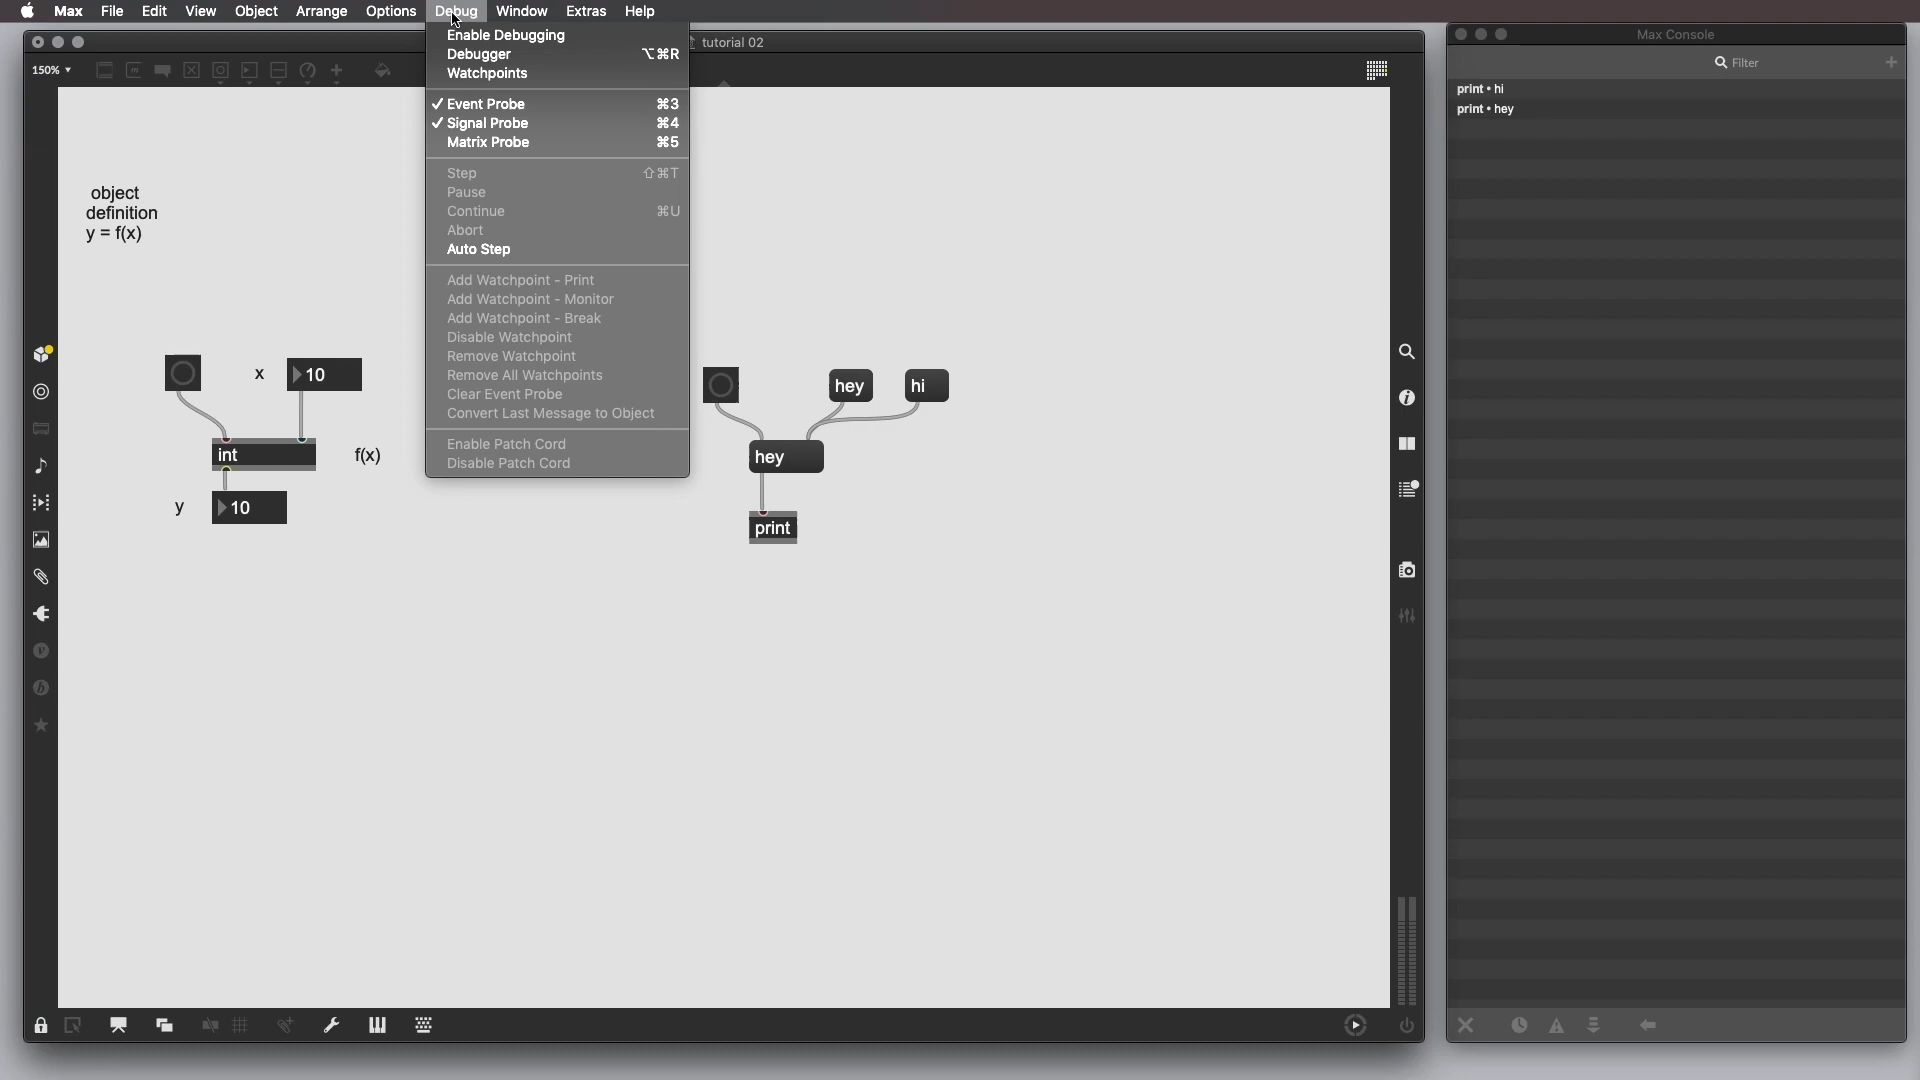 Max File Edit View Object Arrange Options Debug Window Extras Help
tutorial 02
150%
Enable Debugging
Debugger ⌥⌘R
Watchpoints
✓ Event Probe ⌘3
✓ Signal Probe ⌘4
Matrix Probe ⌘5
Step ⇧⌘T
Pause
Continue ⌘U
Abort
Auto Step
Add Watchpoint - Print
Add Watchpoint - Monitor
Add Watchpoint - Break
Disable Watchpoint
Remove Watchpoint
Remove All Watchpoints
Clear Event Probe
Convert Last Message to Object
Enable Patch Cord
Disable Patch Cord
object
definition
y = f(x)
x 10
int f(x)
y 10
hey hi
hey
print
Max Console
Filter
print • hi
print • hey